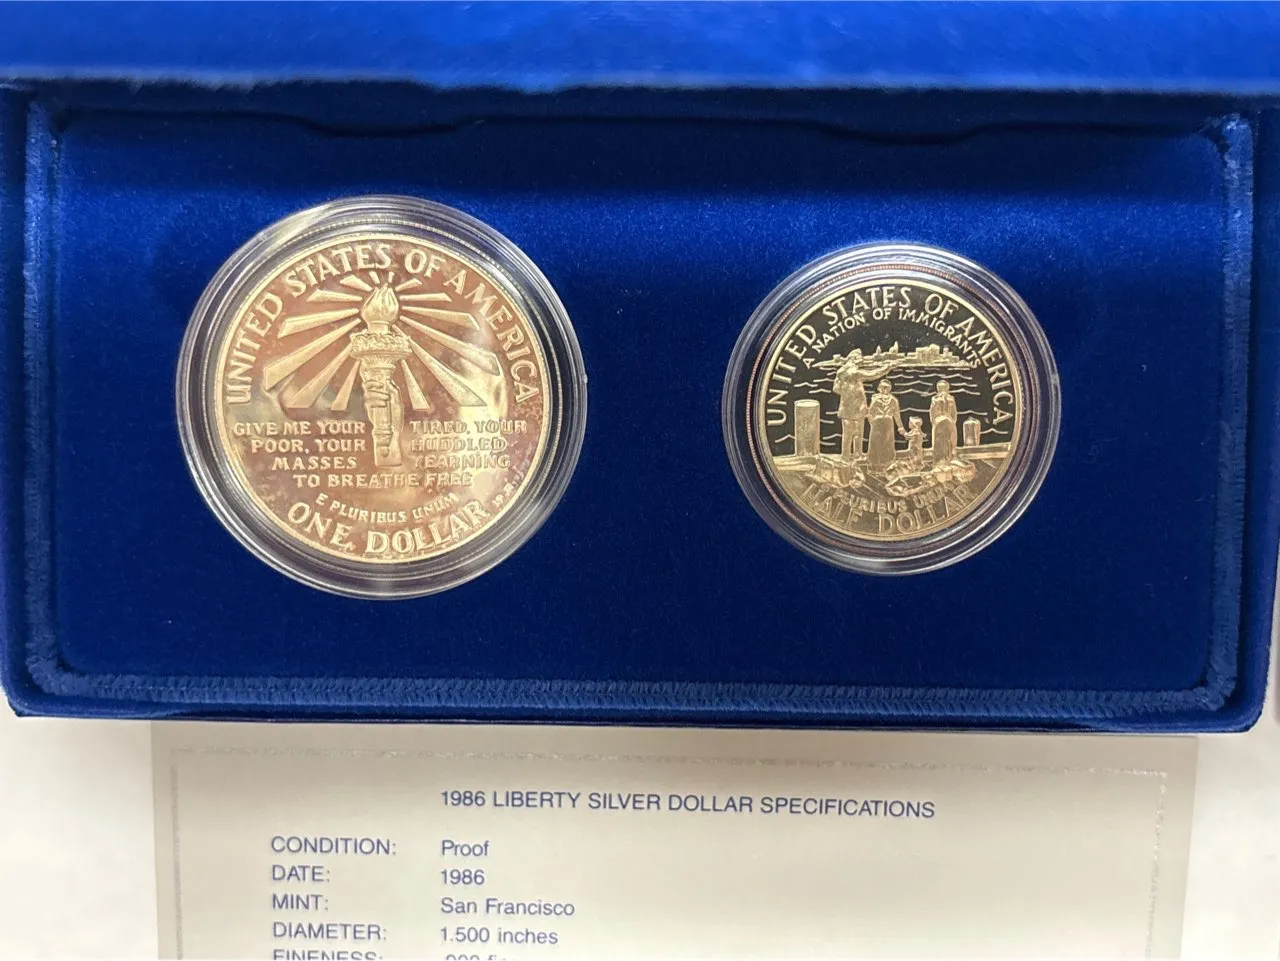 UNITED STATES OF AMERICA
GIVE ME YOUR TIRED, YOUR
POOR, YOUR HUDDLED
MASSES YEARNING
TO BREATHE FREE
E PLURIBUS UNUM
ONE DOLLAR
UNITED STATES OF AMERICA
A NATION OF IMMIGRANTS
E PLURIBUS UNUM
HALF DOLLAR
1986 LIBERTY SILVER DOLLAR SPECIFICATIONS
CONDITION: Proof
DATE: 1986
MINT: San Francisco
DIAMETER: 1.500 inches
FINENESS: